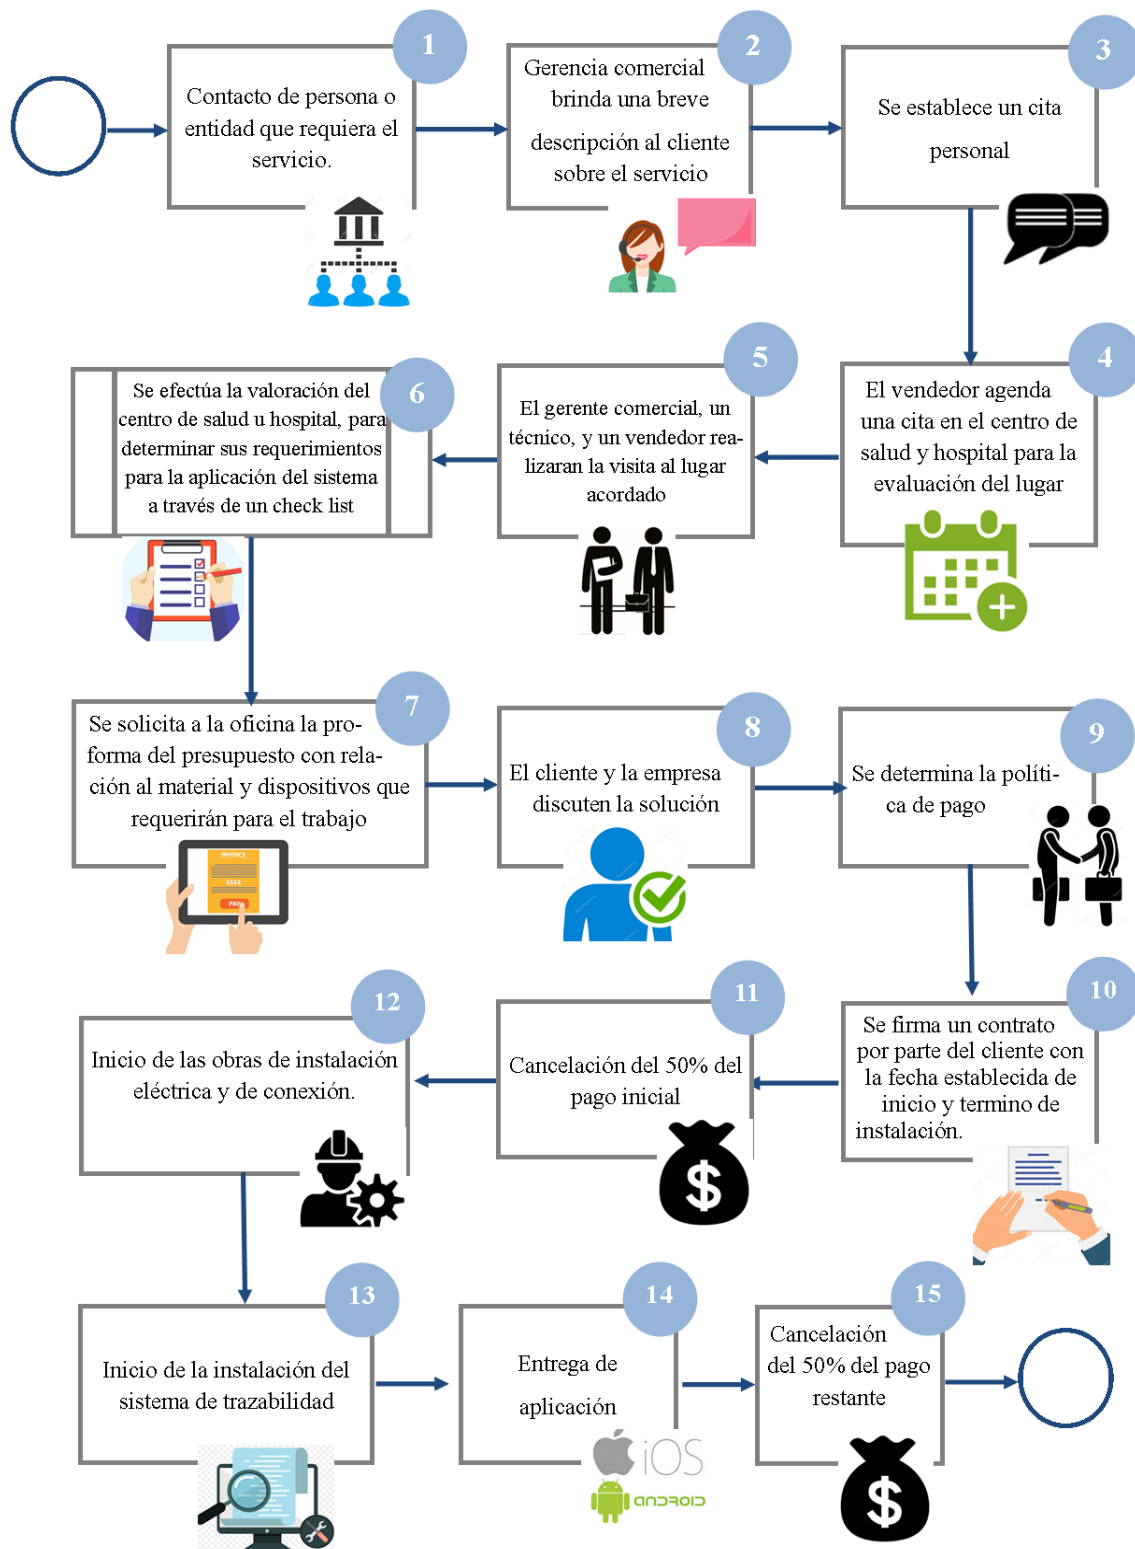 1
Contacto de persona o
entidad que requiera el
servicio.
2
Gerencia comercial
brinda una breve
descripción al cliente
sobre el servicio
3
Se establece un cita
personal
4
El vendedor agenda
una cita en el centro de
salud y hospital para la
evaluación del lugar
5
El gerente comercial, un
técnico, y un vendedor rea-
lizaran la visita al lugar
acordado
6
Se efectúa la valoración del
centro de salud u hospital, para
determinar sus requerimientos
para la aplicación del sistema
a través de un check list
7
Se solicita a la oficina la pro-
forma del presupuesto con rela-
ción al material y dispositivos que
requerirán para el trabajo
INVOICE
$$$$
PAY
8
El cliente y la empresa
discuten la solución
9
Se determina la políti-
ca de pago
10
Se firma un contrato
por parte del cliente con
la fecha establecida de
inicio y termino de
instalación.
11
Cancelación del 50% del
pago inicial
$
12
Inicio de las obras de instalación
eléctrica y de conexión.
13
Inicio de la instalación del
sistema de trazabilidad
14
Entrega de
aplicación
iOS
ANDROID
15
Cancelación
del 50% del pago
restante
$